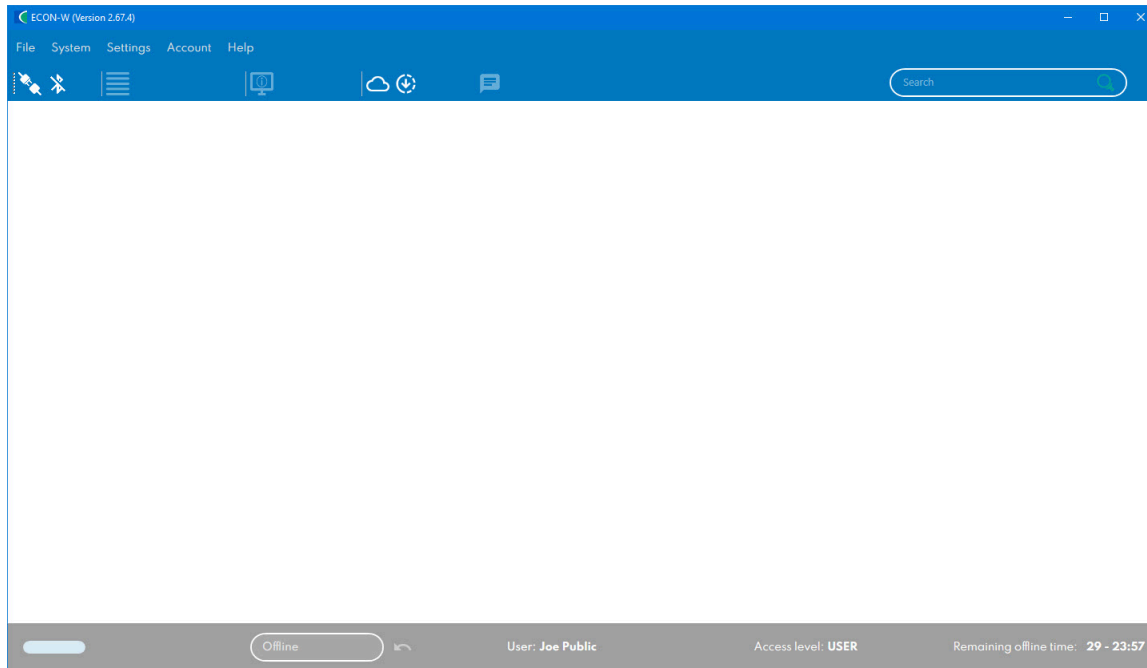 ECON-W (Version 2.67.4)
File System Settings Account Help
Search
Offline User: Joe Public Access level: USER Remaining offline time: 29 - 23:57